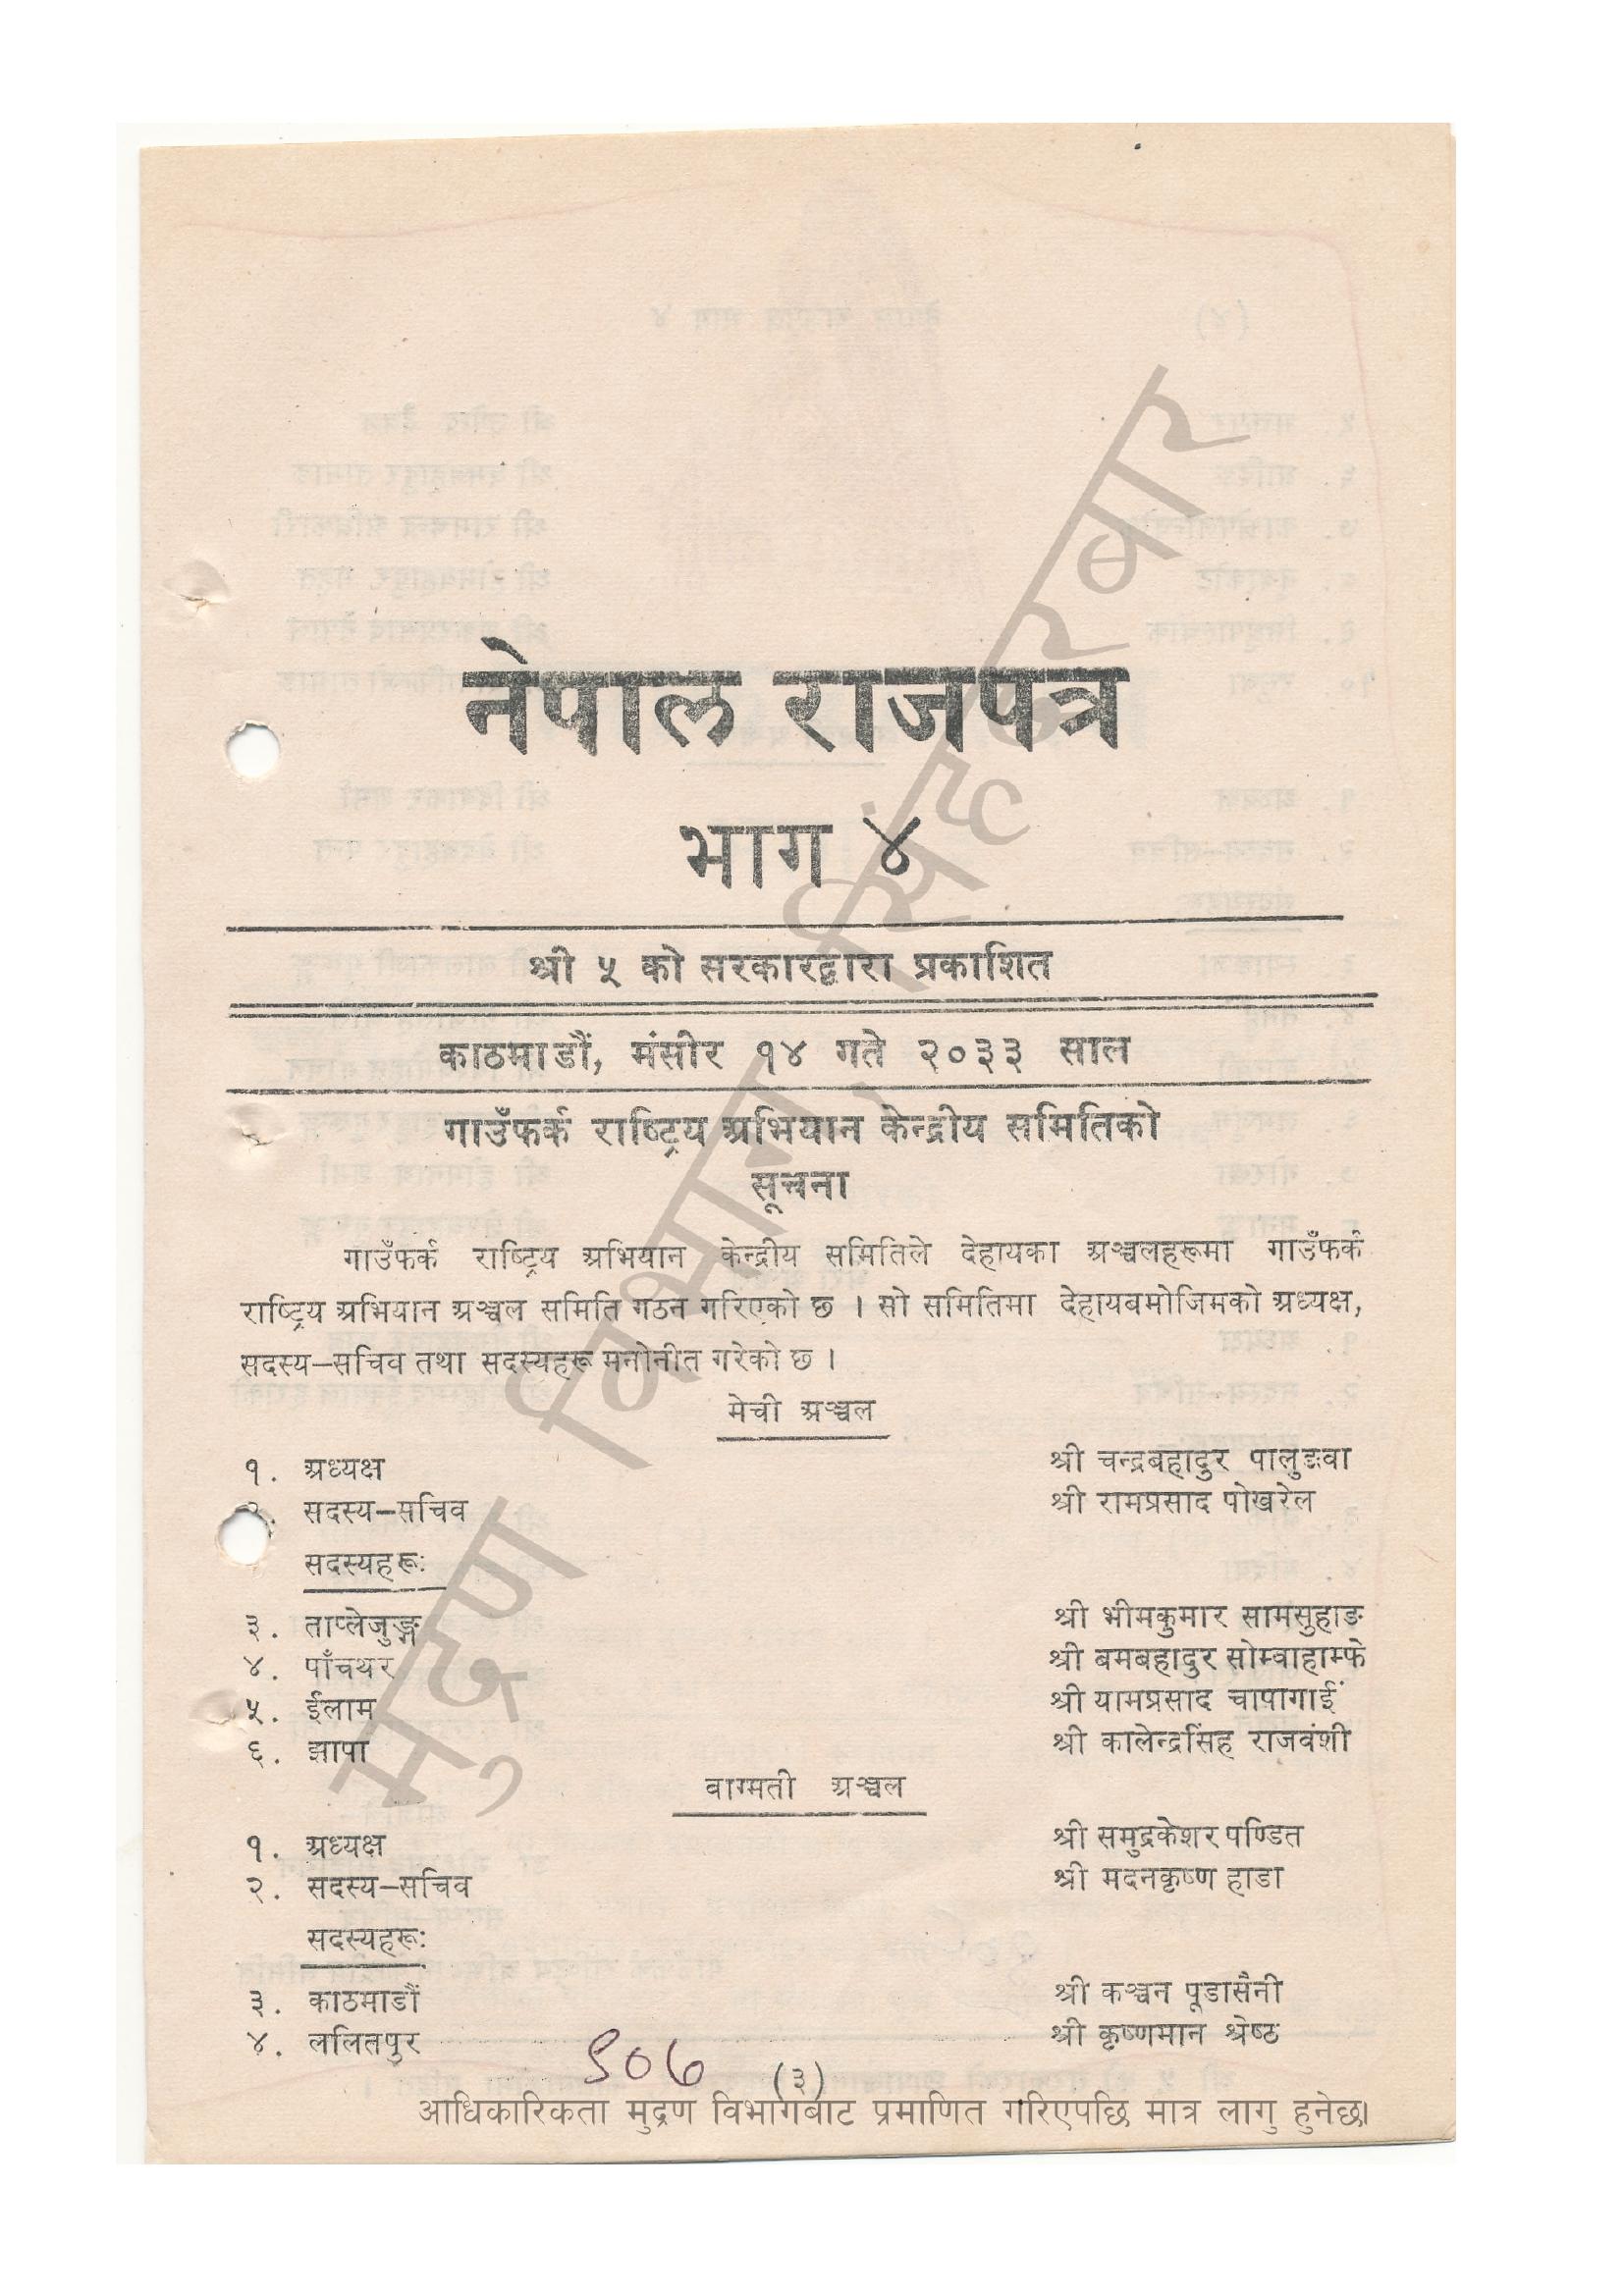 नेपाल राजपत्र
भाग ४
श्री ५ को सरकारद्वारा प्रकाशित
काठमाडौं, मंसीर १४ गते २०३३ साल
गाउँफर्क राष्ट्रिय अभियान केन्द्रीय समितिको
सूचना
गाउँफर्क राष्ट्रिय अभियान केन्द्रीय समितिले देहायका अञ्चलहरूमा गाउँफर्क
राष्ट्रिय अभियान अञ्चल समिति गठन गरिएको छ । सो समितिमा देहायबमोजिमको अध्यक्ष,
सदस्य–सचिव तथा सदस्यहरू मनोनीत गरेको छ ।
मेची अञ्चल
१. अध्यक्ष श्री चन्द्रबहादुर पालुङवा
२. सदस्य–सचिव श्री रामप्रसाद पोखरेल
सदस्यहरू:
३. ताप्लेजुङ्ग श्री भीमकुमार सामसुहाङ
४. पाँचथर श्री बमबहादुर सोम्वाहाम्फे
५. ईलाम श्री यामप्रसाद चापागाईं
६. झापा श्री कालेन्द्रसिंह राजवंशी
बाग्मती अञ्चल
१. अध्यक्ष श्री समुद्रकेशर पण्डित
२. सदस्य–सचिव श्री मदनकृष्ण हाडा
सदस्यहरू:
३. काठमाडौं श्री कञ्चन पूडासैनी
४. ललितपुर श्री कृष्णमान श्रेष्ठ
(३)
आधिकारिकता मुद्रण विभागबाट प्रमाणित गरिएपछि मात्र लागु हुनेछ।
मुद्रण विभाग, सिंहदरबार